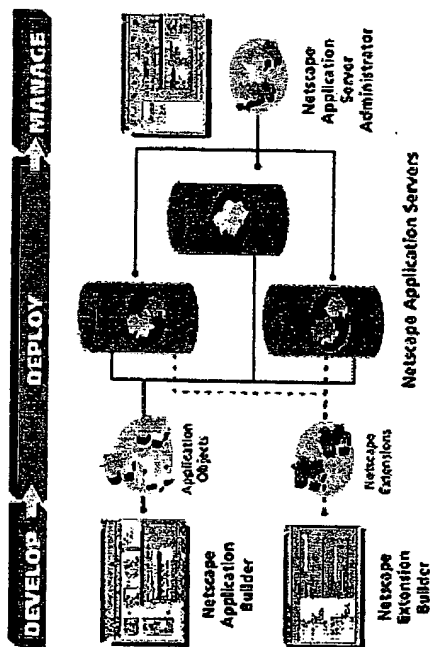 DEVELOP
DEPLOY
MANAGE
Netscape
Application
Builder
Application
Objects
Netscape
Extension
Builder
Netscape
Extensions
Netscape Application Servers
Netscape
Application
Server
Administrator